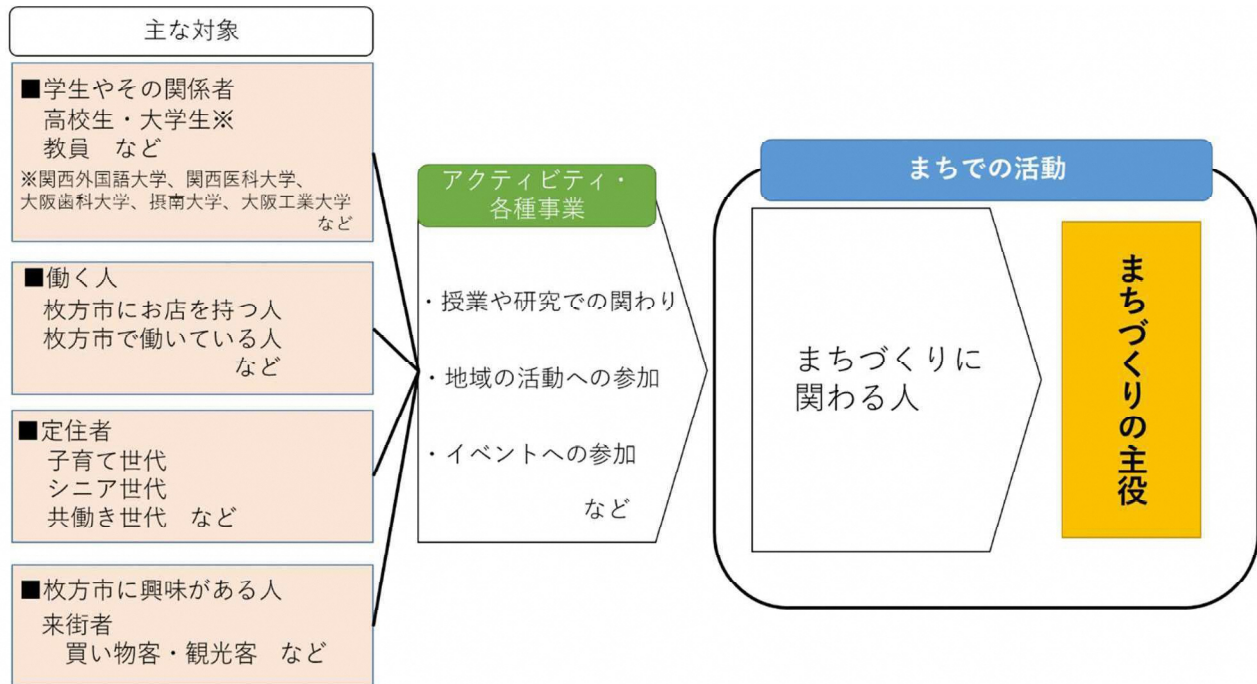 主な対象
■学生やその関係者
高校生・大学生※
教員　など
※関西外国語大学、関西医科大学、
大阪歯科大学、摂南大学、大阪工業大学
など
■働く人
枚方市にお店を持つ人
枚方市で働いている人
など
■定住者
子育て世代
シニア世代
共働き世代　など
■枚方市に興味がある人
来街者
買い物客・観光客　など
アクティビティ・
各種事業
・授業や研究での関わり
・地域の活動への参加
・イベントへの参加
など
まちでの活動
まちづくりに
関わる人
まちづくりの主役